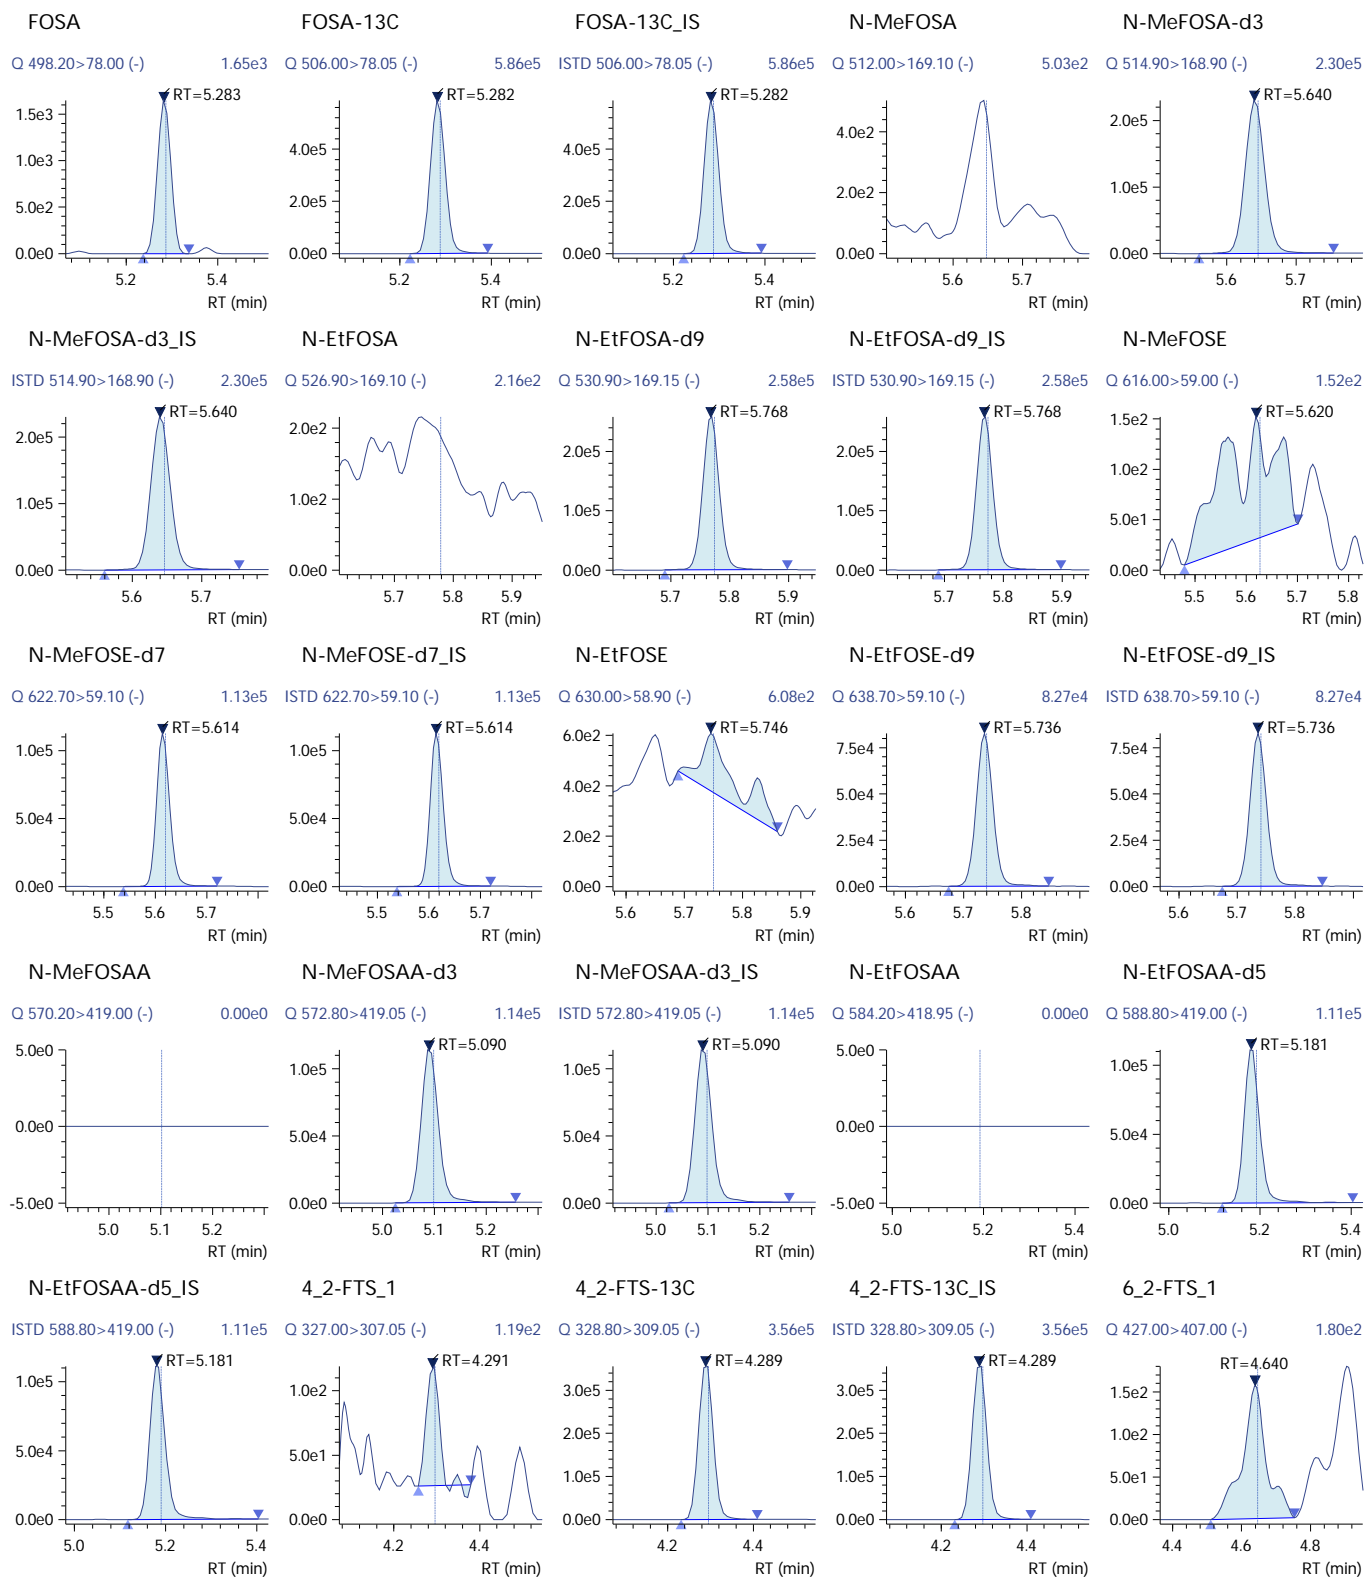 FOSA
Q 498.20>78.00 (-) 1.65e3
RT=5.283
1.5e3
1.0e3
5.0e2
0.0e0
5.2 5.4
RT (min)
FOSA-13C
Q 506.00>78.05 (-) 5.86e5
RT=5.282
4.0e5
2.0e5
0.0e0
5.2 5.4
RT (min)
FOSA-13C_IS
ISTD 506.00>78.05 (-) 5.86e5
RT=5.282
4.0e5
2.0e5
0.0e0
5.2 5.4
RT (min)
N-MeFOSA
Q 512.00>169.10 (-) 5.03e2
4.0e2
2.0e2
0.0e0
5.6 5.7
RT (min)
N-MeFOSA-d3
Q 514.90>168.90 (-) 2.30e5
RT=5.640
2.0e5
1.0e5
0.0e0
5.6 5.7
RT (min)
N-MeFOSA-d3_IS
ISTD 514.90>168.90 (-) 2.30e5
RT=5.640
2.0e5
1.0e5
0.0e0
5.6 5.7
RT (min)
N-EtFOSA
Q 526.90>169.10 (-) 2.16e2
2.0e2
1.0e2
0.0e0
5.7 5.8 5.9
RT (min)
N-EtFOSA-d9
Q 530.90>169.15 (-) 2.58e5
RT=5.768
2.0e5
1.0e5
0.0e0
5.7 5.8 5.9
RT (min)
N-EtFOSA-d9_IS
ISTD 530.90>169.15 (-) 2.58e5
RT=5.768
2.0e5
1.0e5
0.0e0
5.7 5.8 5.9
RT (min)
N-MeFOSE
Q 616.00>59.00 (-) 1.52e2
RT=5.620
1.5e2
1.0e2
5.0e1
0.0e0
5.5 5.6 5.7 5.8
RT (min)
N-MeFOSE-d7
Q 622.70>59.10 (-) 1.13e5
RT=5.614
1.0e5
5.0e4
0.0e0
5.5 5.6 5.7
RT (min)
N-MeFOSE-d7_IS
ISTD 622.70>59.10 (-) 1.13e5
RT=5.614
1.0e5
5.0e4
0.0e0
5.5 5.6 5.7
RT (min)
N-EtFOSE
Q 630.00>58.90 (-) 6.08e2
RT=5.746
6.0e2
4.0e2
2.0e2
0.0e0
5.6 5.7 5.8 5.9
RT (min)
N-EtFOSE-d9
Q 638.70>59.10 (-) 8.27e4
RT=5.736
7.5e4
5.0e4
2.5e4
0.0e0
5.6 5.7 5.8
RT (min)
N-EtFOSE-d9_IS
ISTD 638.70>59.10 (-) 8.27e4
RT=5.736
7.5e4
5.0e4
2.5e4
0.0e0
5.6 5.7 5.8
RT (min)
N-MeFOSAA
Q 570.20>419.00 (-) 0.00e0
5.0e0
0.0e0
-5.0e0
5.0 5.2
RT (min)
N-MeFOSAA-d3
Q 572.80>419.05 (-) 1.14e5
RT=5.090
1.0e5
5.0e4
0.0e0
5.0 5.1 5.2
RT (min)
N-MeFOSAA-d3_IS
ISTD 572.80>419.05 (-) 1.14e5
RT=5.090
1.0e5
5.0e4
0.0e0
5.0 5.1 5.2
RT (min)
N-EtFOSAA
Q 584.20>418.95 (-) 0.00e0
5.0e0
0.0e0
-5.0e0
5.0 5.2 5.4
RT (min)
N-EtFOSAA-d5
Q 588.80>419.00 (-) 1.11e5
RT=5.181
1.0e5
5.0e4
0.0e0
5.0 5.2 5.4
RT (min)
N-EtFOSAA-d5_IS
ISTD 588.80>419.00 (-) 1.11e5
RT=5.181
1.0e5
5.0e4
0.0e0
5.0 5.2 5.4
RT (min)
4_2-FTS_1
Q 327.00>307.05 (-) 1.19e2
RT=4.291
1.0e2
5.0e1
0.0e0
4.2 4.4
RT (min)
4_2-FTS-13C
Q 328.80>309.05 (-) 3.56e5
RT=4.289
3.0e5
2.0e5
1.0e5
0.0e0
4.2 4.4
RT (min)
4_2-FTS-13C_IS
ISTD 328.80>309.05 (-) 3.56e5
RT=4.289
3.0e5
2.0e5
1.0e5
0.0e0
4.2 4.4
RT (min)
6_2-FTS_1
Q 427.00>407.00 (-) 1.80e2
RT=4.640
1.5e2
1.0e2
5.0e1
0.0e0
4.4 4.6 4.8
RT (min)